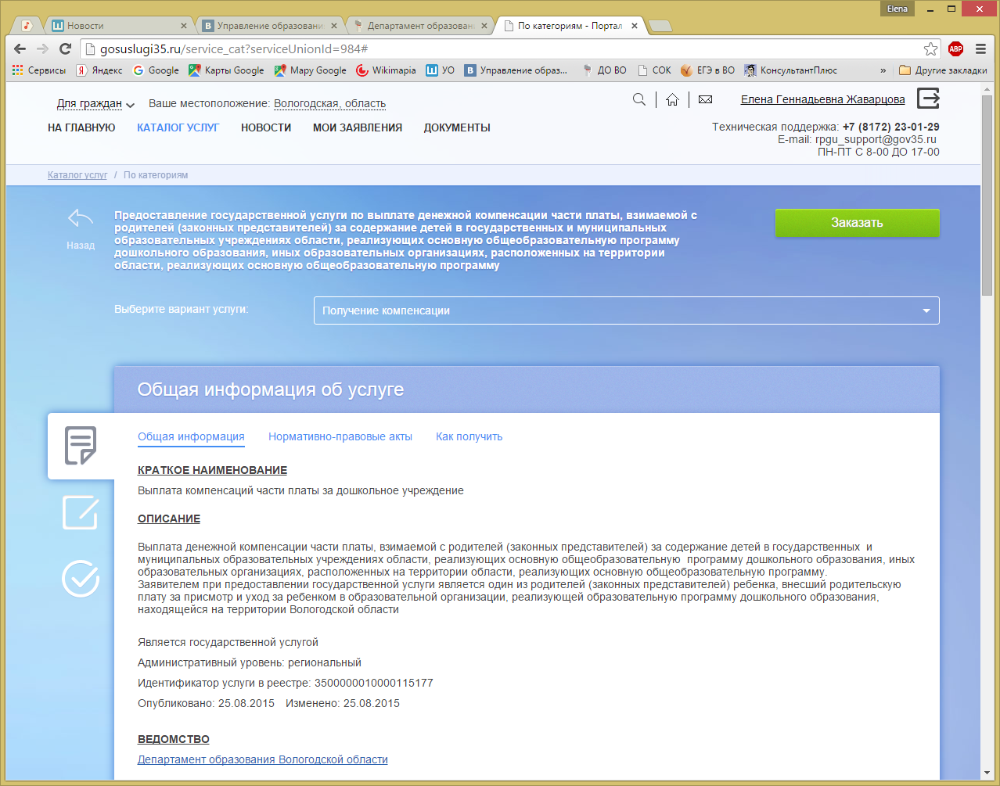 Elena
Новости
Управление образовани
Департамент образован
По категориям - Портал
gosuslugi35.ru/service_cat?serviceUnionId=984#
ABP
Сервисы
Яндекс
Google
Карты Google
Мару Google
Wikimapia
УО
Управление образ...
ДО ВО
СОК
ЕГЭ в ВО
КонсультантПлюс
»
Другие закладки
Для граждан
Ваше местоположение: Вологодская, область
Елена Геннадьевна Жаварцова
НА ГЛАВНУЮ
КАТАЛОГ УСЛУГ
НОВОСТИ
МОИ ЗАЯВЛЕНИЯ
ДОКУМЕНТЫ
Техническая поддержка: +7 (8172) 23-01-29
E-mail: rpgu_support@gov35.ru
ПН-ПТ С 8-00 ДО 17-00
Каталог услуг / По категориям
Назад
Предоставление государственной услуги по выплате денежной компенсации части платы, взимаемой с
родителей (законных представителей) за содержание детей в государственных и муниципальных
образовательных учреждениях области, реализующих основную общеобразовательную программу
дошкольного образования, иных образовательных организациях, расположенных на территории
области, реализующих основную общеобразовательную программу
Заказать
Выберите вариант услуги:
Получение компенсации
Общая информация об услуге
Общая информация
Нормативно-правовые акты
Как получить
КРАТКОЕ НАИМЕНОВАНИЕ
Выплата компенсаций части платы за дошкольное учреждение
ОПИСАНИЕ
Выплата денежной компенсации части платы, взимаемой с родителей (законных представителей) за содержание детей в государственных и
муниципальных образовательных учреждениях области, реализующих основную общеобразовательную программу дошкольного образования, иных
образовательных организациях, расположенных на территории области, реализующих основную общеобразовательную программу.
Заявителем при предоставлении государственной услуги является один из родителей (законных представителей) ребенка, внесший родительскую
плату за присмотр и уход за ребенком в образовательной организации, реализующей образовательную программу дошкольного образования,
находящейся на территории Вологодской области
Является государственной услугой
Административный уровень: региональный
Идентификатор услуги в реестре: 3500000010000115177
Опубликовано: 25.08.2015 Изменено: 25.08.2015
ВЕДОМСТВО
Департамент образования Вологодской области